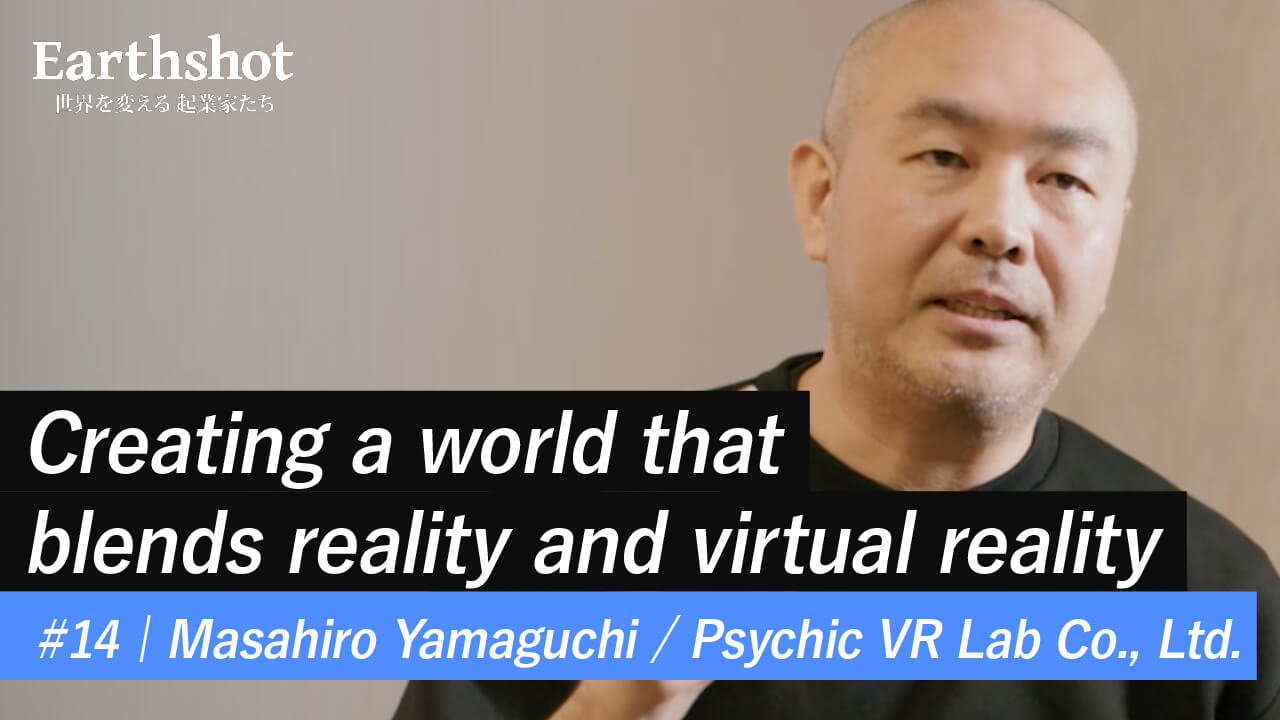 Earthshot
世界を変える 起業家たち
Creating a world that
blends reality and virtual reality
#14 | Masahiro Yamaguchi / Psychic VR Lab Co., Ltd.